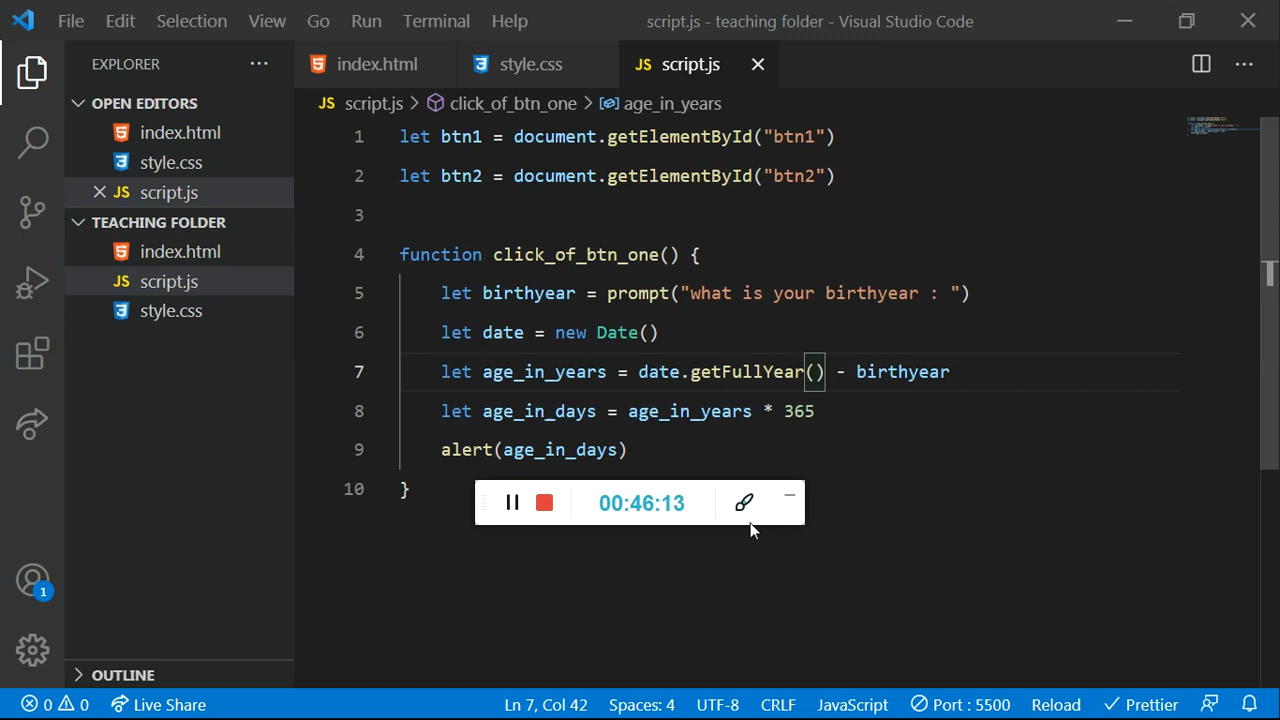 File Edit Selection View Go Run Terminal Help script.js - teaching folder - Visual Studio Code
EXPLORER
OPEN EDITORS
index.html
style.css
JS script.js
TEACHING FOLDER
index.html
JS script.js
style.css
OUTLINE
index.html style.css JS script.js
JS script.js > click_of_btn_one > age_in_years
1 let btn1 = document.getElementById("btn1")
2 let btn2 = document.getElementById("btn2")
3
4 function click_of_btn_one() {
5 let birthyear = prompt("what is your birthyear : ")
6 let date = new Date()
7 let age_in_years = date.getFullYear() - birthyear
8 let age_in_days = age_in_years * 365
9 alert(age_in_days)
10 }
00:46:13
1
0 0 Live Share Ln 7, Col 42 Spaces: 4 UTF-8 CRLF JavaScript Port : 5500 Reload Prettier